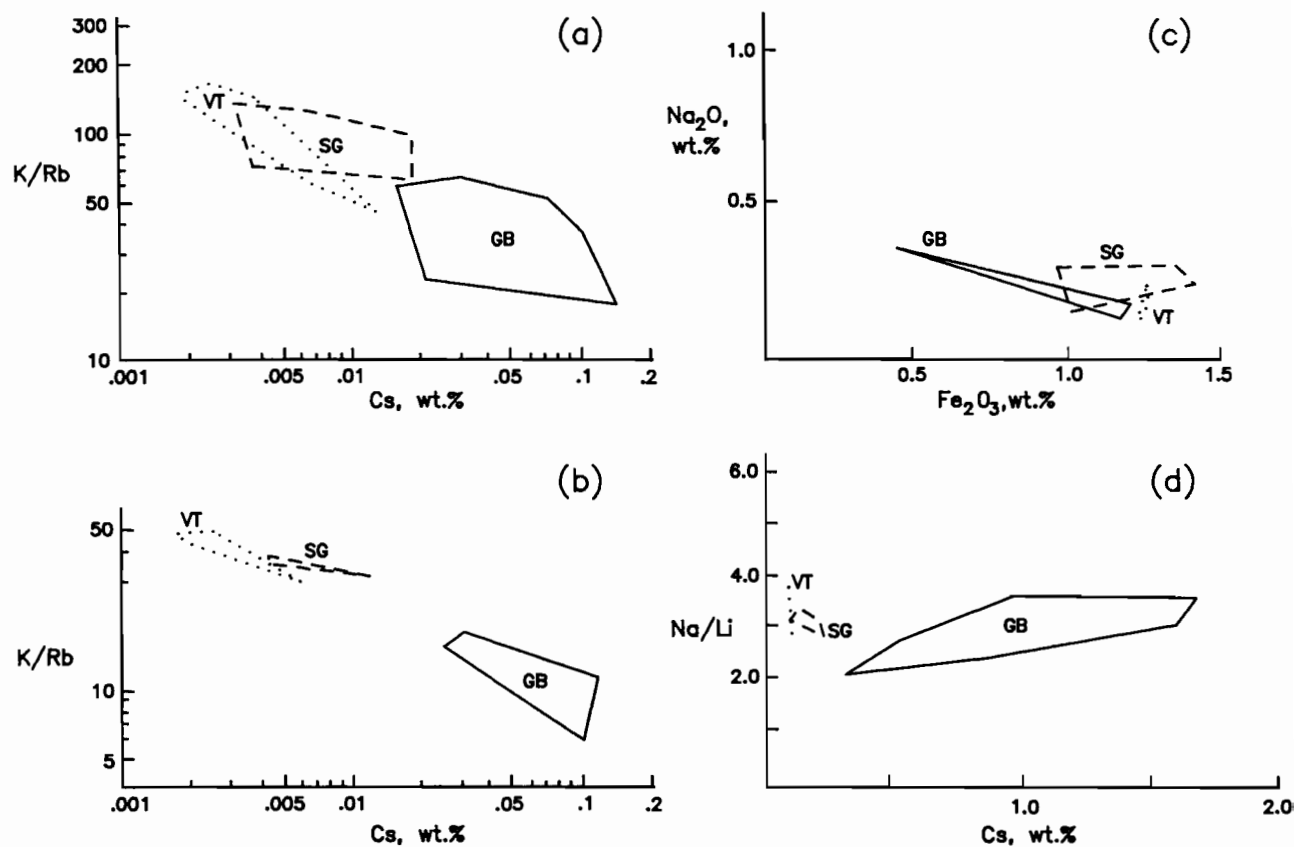 (a)
300
200
100
50
10
K/Rb
VT
SG
GB
.001
.005
.01
.05
.1
.2
Cs, wt.%
(c)
1.0
Na2O,
wt.%
0.5
GB
SG
VT
0.5
1.0
1.5
Fe2O3,wt.%
(b)
50
10
5
K/Rb
VT
SG
GB
.001
.005
.01
.05
.1
.2
Cs, wt.%
(d)
6.0
4.0
2.0
Na/Li
VT
SG
GB
1.0
2.0
Cs, wt.%